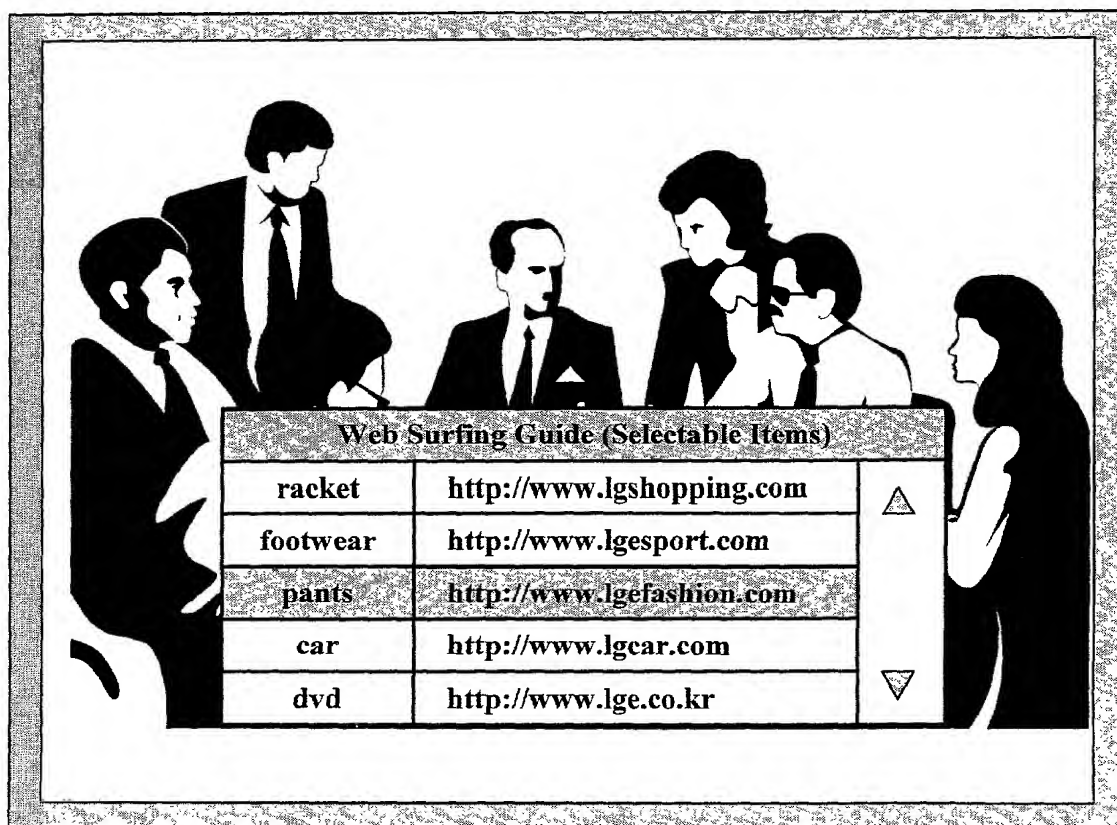 Web Surfing Guide (Selectable Items)
racket http://www.lgshopping.com
footwear http://www.lgesport.com
pants http://www.lgefashion.com
car http://www.lgcar.com
dvd http://www.lge.co.kr